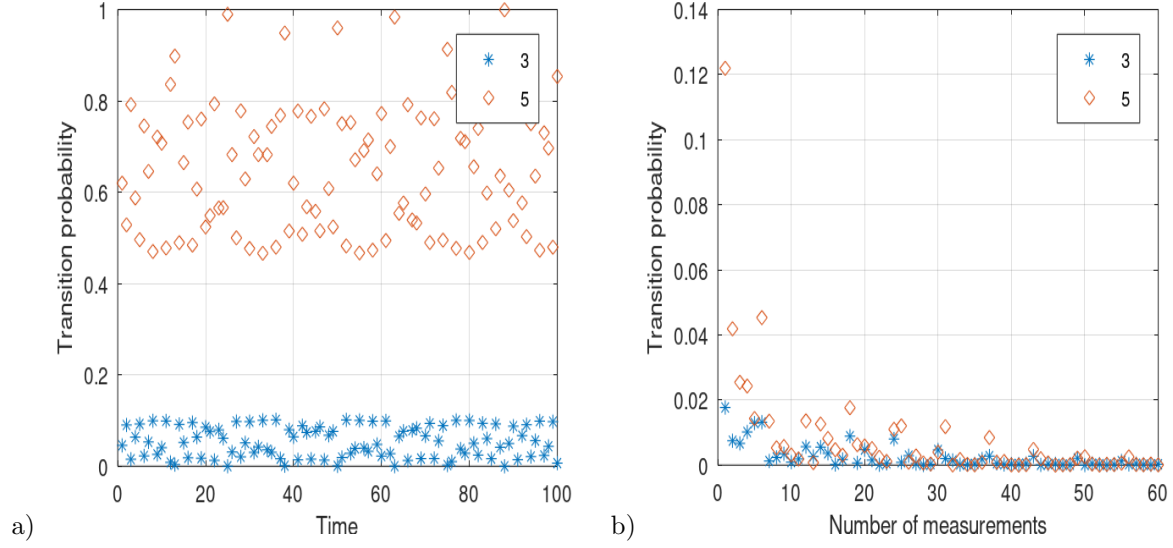 1
0.8
0.6
0.4
0.2
0
0 20 40 60 80 100
Transition probability
Time
3
5
a)
0.14
0.12
0.1
0.08
0.06
0.04
0.02
0
0 10 20 30 40 50 60
Transition probability
Number of measurements
3
5
b)